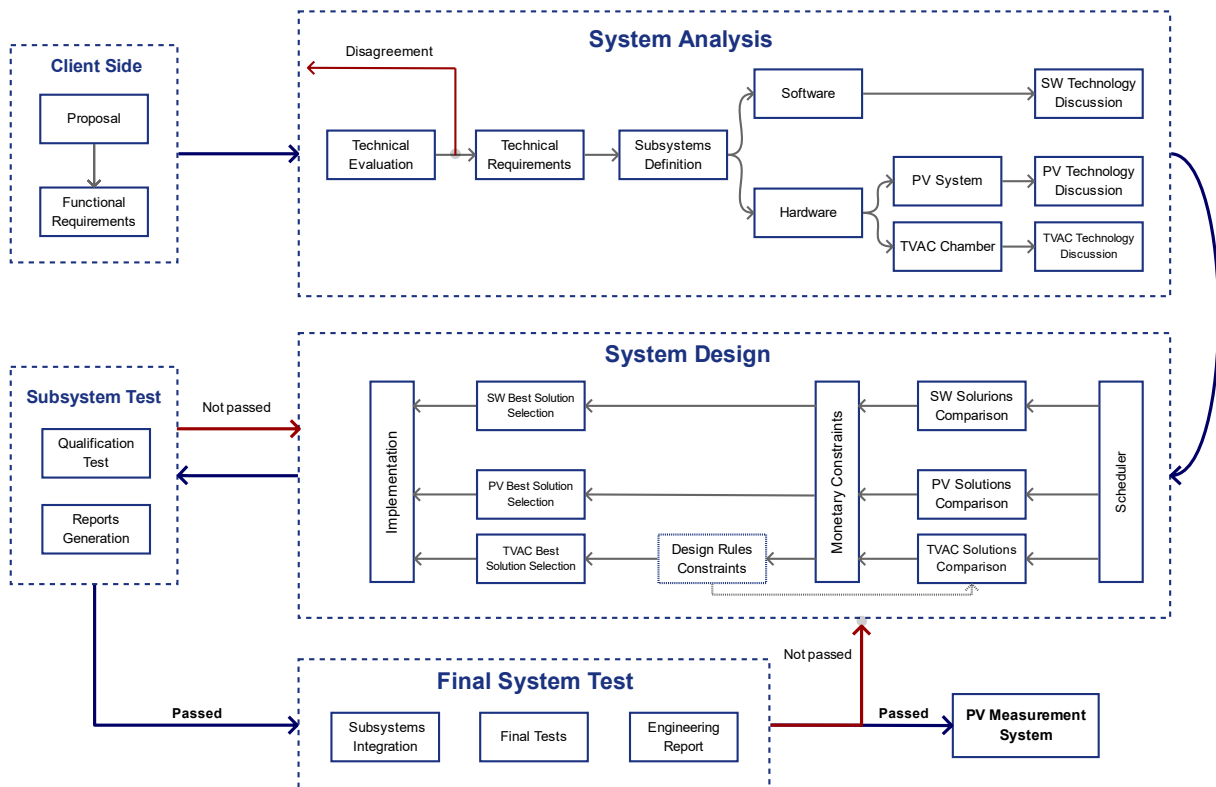 Client Side
Proposal
Functional
Requirements
System Analysis
Disagreement
Technical
Evaluation
Technical
Requirements
Subsystems
Definition
Software
Hardware
PV System
TVAC Chamber
SW Technology
Discussion
PV Technology
Discussion
TVAC Technology
Discussion
System Design
Implementation
SW Best Solution
Selection
PV Best Solution
Selection
TVAC Best
Solution Selection
Design Rules
Constraints
Monetary Constraints
SW Solurions
Comparison
PV Solutions
Comparison
TVAC Solutions
Comparison
Scheduler
Subsystem Test
Qualification
Test
Reports
Generation
Not passed
Passed
Final System Test
Subsystems
Integration
Final Tests
Engineering
Report
Not passed
Passed
PV Measurement
System